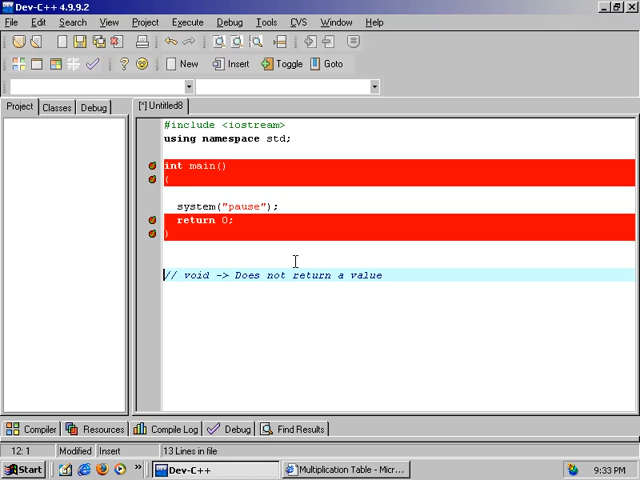 Dev-C++ 4.9.9.2
File Edit Search View Project Execute Debug Tools CVS Window Help
New Insert Toggle Goto
Project Classes Debug [*] Untitled8
#include <iostream>
using namespace std;
int main()
{
system("pause");
return 0;
}
// void -> Does not return a value
Compiler Resources Compile Log Debug Find Results
12: 1 Modified Insert 13 Lines in file
Start » Dev-C++ Multiplication Table - Micr... 9:33 PM